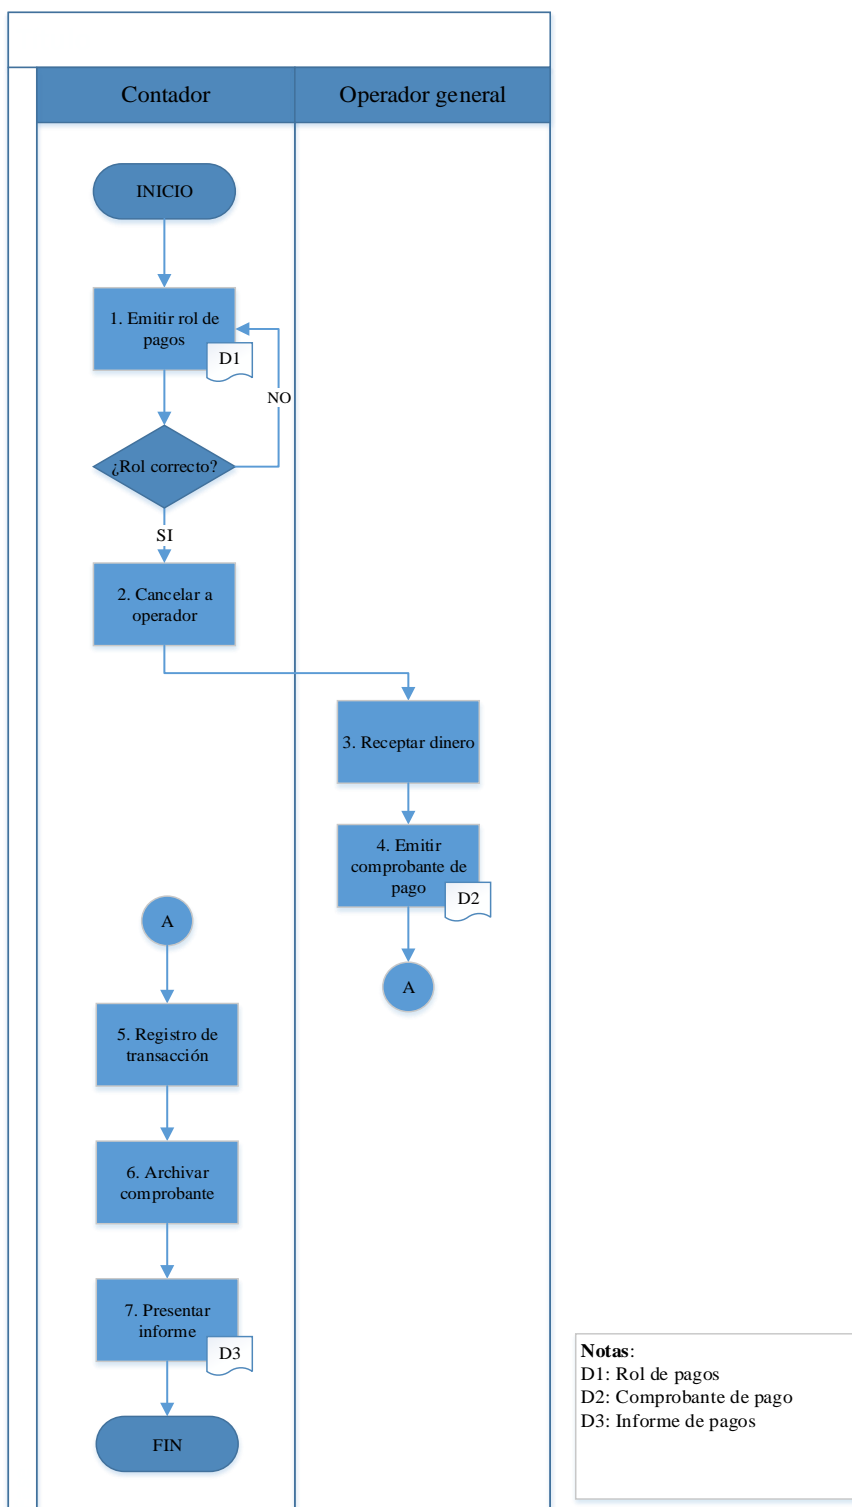 Contador
Operador general
INICIO
1. Emitir rol de
pagos
D1
NO
¿Rol correcto?
SI
2. Cancelar a
operador
3. Receptar dinero
4. Emitir
comprobante de
pago
D2
A
A
5. Registro de
transacción
6. Archivar
comprobante
7. Presentar
informe
D3
FIN
Notas:
D1: Rol de pagos
D2: Comprobante de pago
D3: Informe de pagos